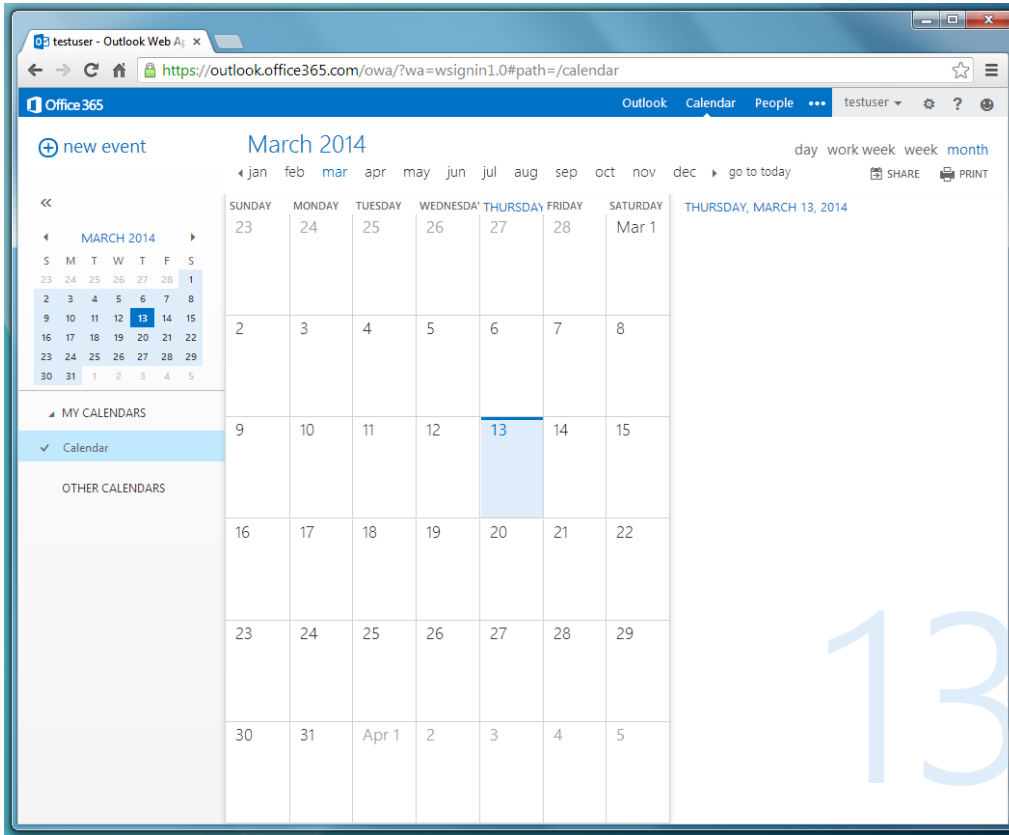 testuser - Outlook Web Ap
https://outlook.office365.com/owa/?wa=wsignin1.0#path=/calendar
Office 365 Outlook Calendar People ••• testuser ?
new event
March 2014
day work week week month
jan feb mar apr may jun jul aug sep oct nov dec go to today
SHARE PRINT
«
MARCH 2014
S M T W T F S
23 24 25 26 27 28 1
2 3 4 5 6 7 8
9 10 11 12 13 14 15
16 17 18 19 20 21 22
23 24 25 26 27 28 29
30 31 1 2 3 4 5
MY CALENDARS
Calendar
OTHER CALENDARS
SUNDAY MONDAY TUESDAY WEDNESDA THURSDAY FRIDAY SATURDAY
23 24 25 26 27 28 Mar 1
2 3 4 5 6 7 8
9 10 11 12 13 14 15
16 17 18 19 20 21 22
23 24 25 26 27 28 29
30 31 Apr 1 2 3 4 5
THURSDAY, MARCH 13, 2014
13